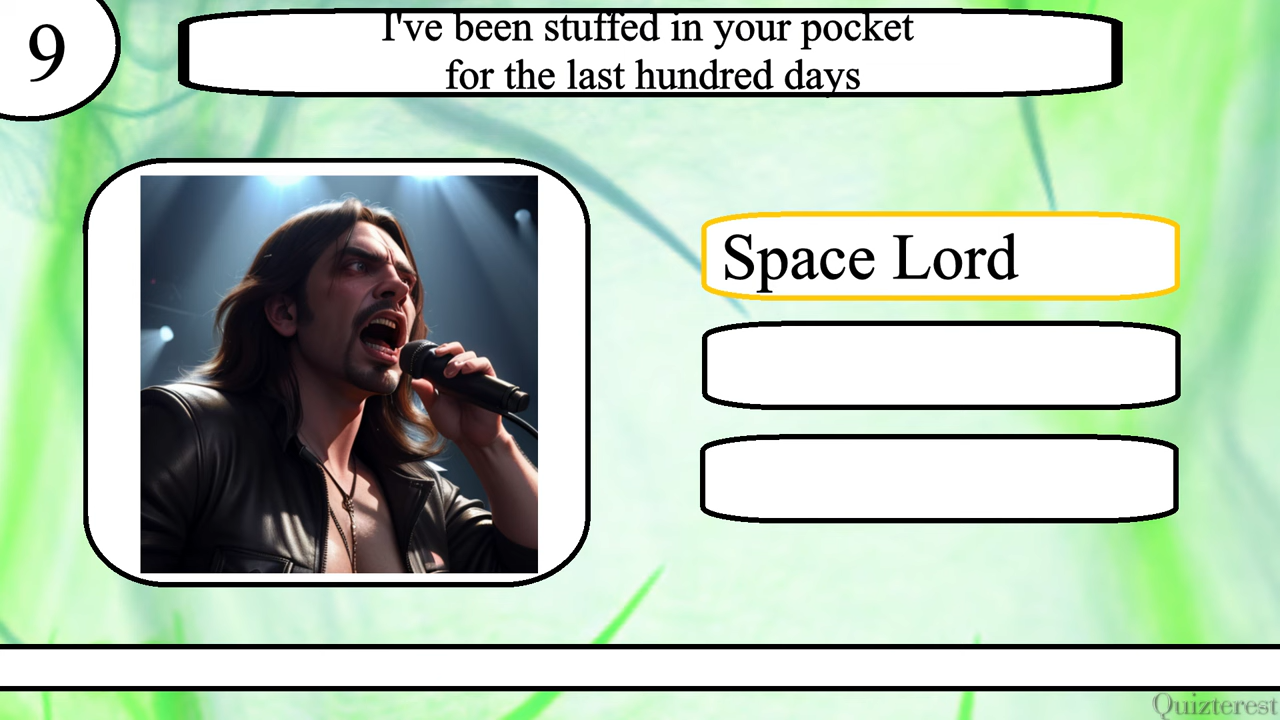 9
I've been stuffed in your pocket
for the last hundred days
Space Lord
Quizterest